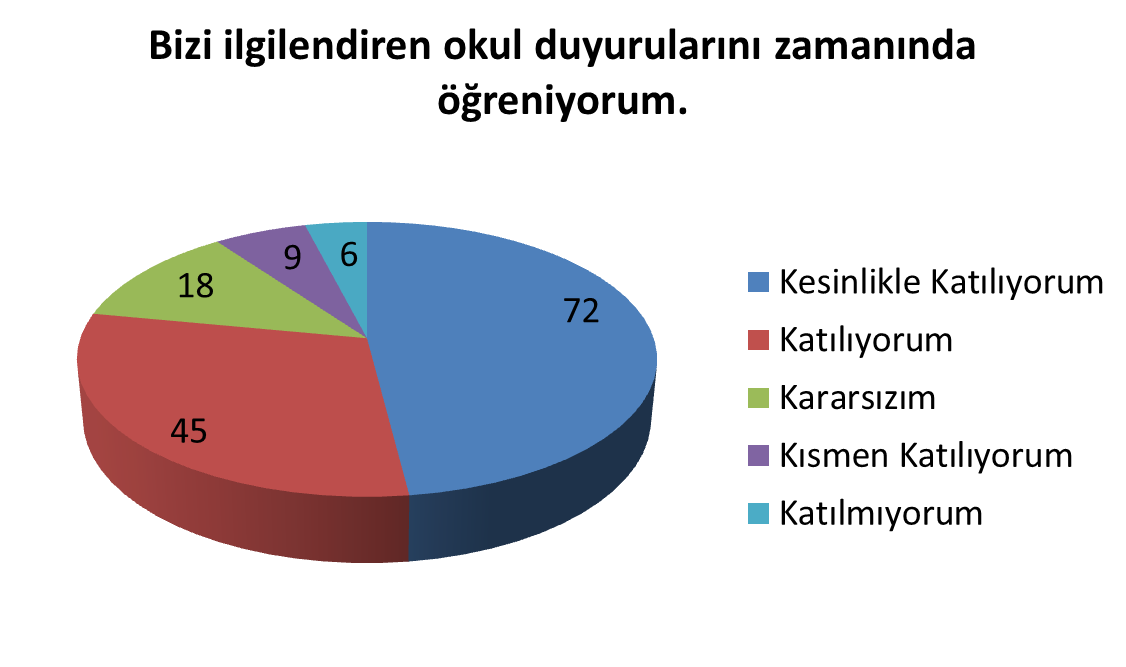 Bizi ilgilendiren okul duyurularını zamanında
öğreniyorum.
6
9
18
72
45
Kesinlikle Katılıyorum
Katılıyorum
Kararsızım
Kısmen Katılıyorum
Katılmıyorum